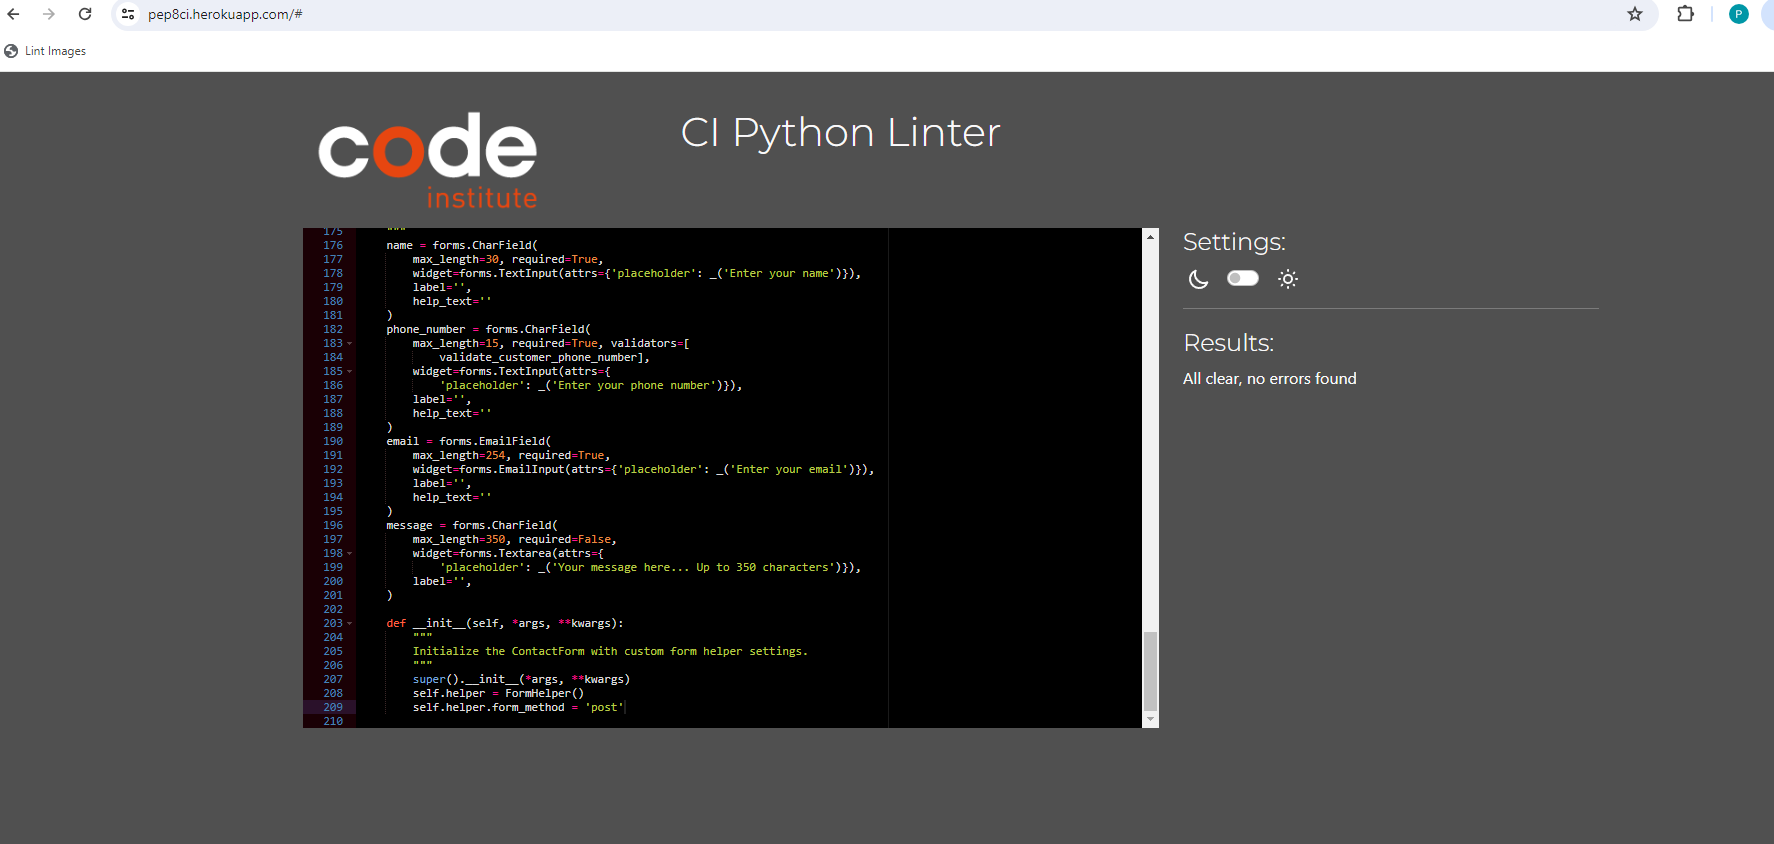 pep8ci.herokuapp.com/#
P
Lint Images
code
institute
CI Python Linter
175 """
176 name = forms.CharField(
177 max_length=30, required=True,
178 widget=forms.TextInput(attrs={'placeholder': _('Enter your name')}),
179 label='',
180 help_text=''
181 )
182 phone_number = forms.CharField(
183 max_length=15, required=True, validators=[
184 validate_customer_phone_number],
185 widget=forms.TextInput(attrs={
186 'placeholder': _('Enter your phone number')}),
187 label='',
188 help_text=''
189 )
190 email = forms.EmailField(
191 max_length=254, required=True,
192 widget=forms.EmailInput(attrs={'placeholder': _('Enter your email')}),
193 label='',
194 help_text=''
195 )
196 message = forms.CharField(
197 max_length=350, required=False,
198 widget=forms.Textarea(attrs={
199 'placeholder': _('Your message here... Up to 350 characters')}),
200 label='',
201 )
202
203 def __init__(self, *args, **kwargs):
204 """
205 Initialize the ContactForm with custom form helper settings.
206 """
207 super().__init__(*args, **kwargs)
208 self.helper = FormHelper()
209 self.helper.form_method = 'post'
210
Settings:
Results:
All clear, no errors found